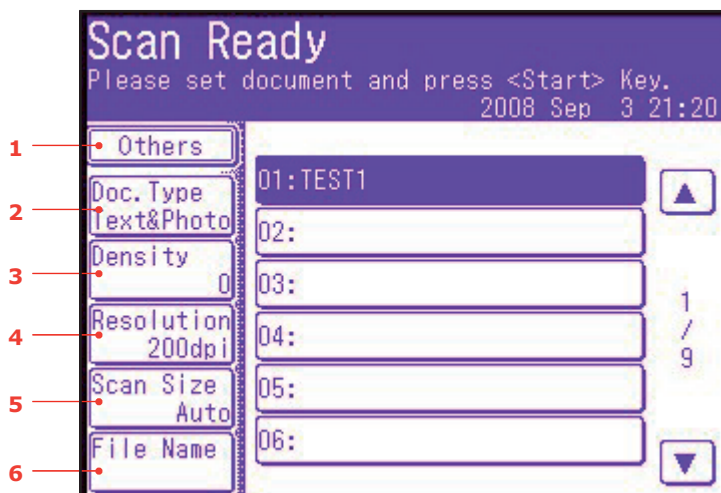 Scan Ready
Please set document and press <Start> Key.
2008 Sep 3 21:20
1
Others
2
Doc.Type
Text&Photo
3
Density
0
4
Resolution
200dpi
5
Scan Size
Auto
6
File Name
01:TEST1
02:
03:
04:
05:
06:
▲
1
/
9
▼